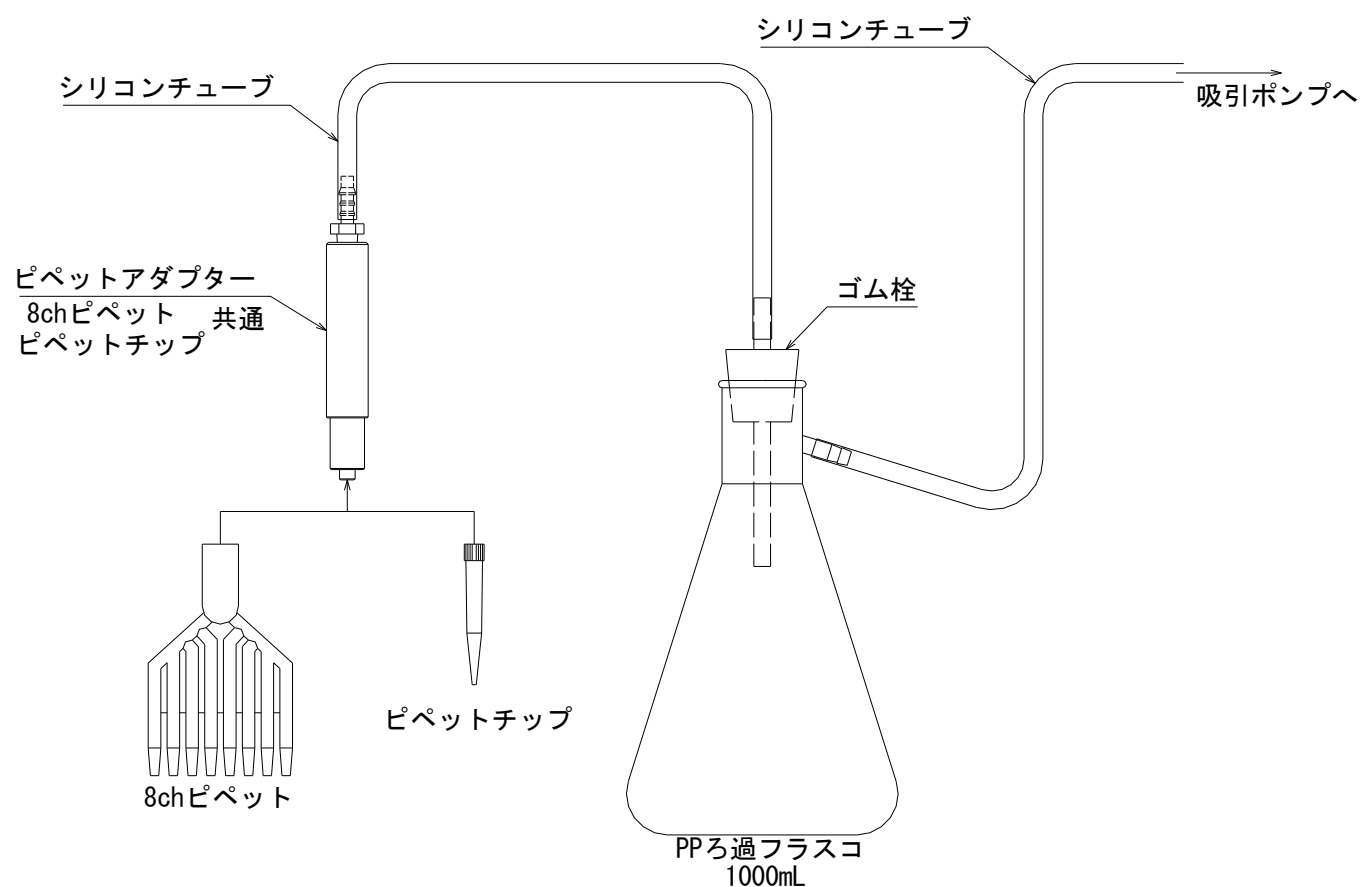 シリコンチューブ
シリコンチューブ
吸引ポンプへ
ピペットアダプター
8chピペット 共通
ピペットチップ
ゴム栓
ピペットチップ
8chピペット
PPろ過フラスコ
1000mL